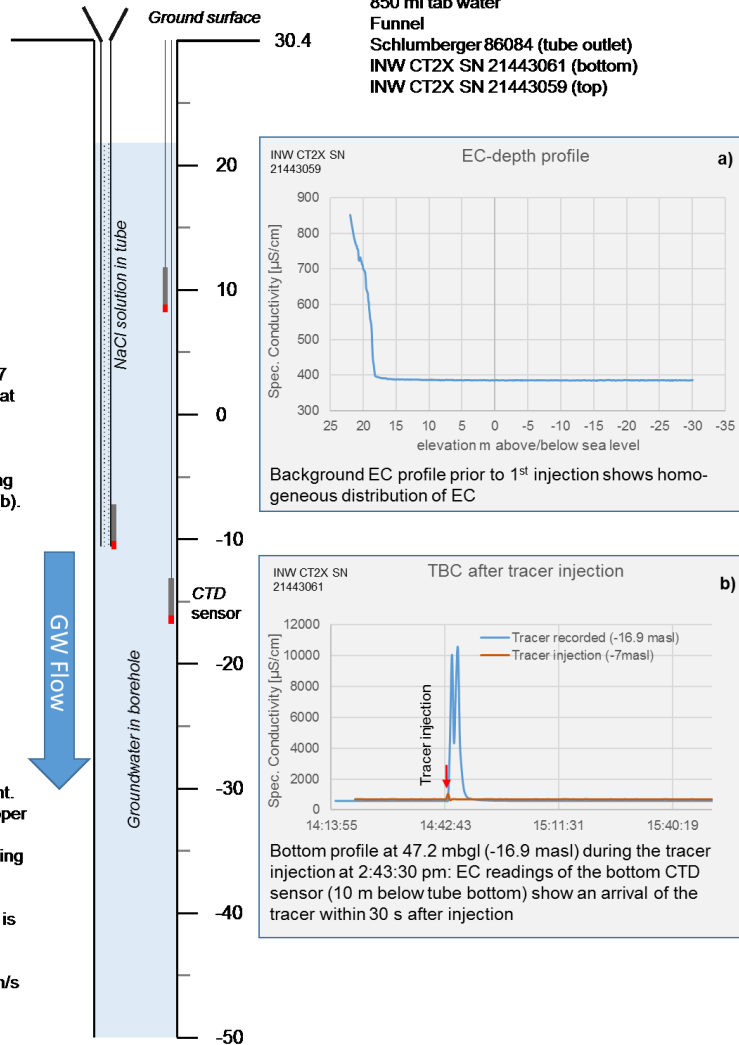 850 ml tab water
Funnel
Schlumberger 86084 (tube outlet)
INW CT2X SN 21443061 (bottom)
INW CT2X SN 21443059 (top)
Ground surface
30.4
20
10
0
-10
-20
-30
-40
-50
NaCl solution in tube
CTD
sensor
GW Flow
Groundwater in borehole
7
at
ng
b).
nt.
per
ing
is
n/s
INW CT2X SN
21443059
EC-depth profile
a)
Spec. Conductivity [µS/cm]
900
800
700
600
500
400
300
25 20 15 10 5 0 -5 -10 -15 -20 -25 -30 -35
elevation m above/below sea level
Background EC profile prior to 1st injection shows homo-
geneous distribution of EC
INW CT2X SN
21443061
TBC after tracer injection
b)
Spec. Conductivity [µS/cm]
12000
10000
8000
6000
4000
2000
0
Tracer recorded (-16.9 masl)
Tracer injection (-7masl)
Tracer injection
14:13:55 14:42:43 15:11:31 15:40:19
Bottom profile at 47.2 mbgl (-16.9 masl) during the tracer
injection at 2:43:30 pm: EC readings of the bottom CTD
sensor (10 m below tube bottom) show an arrival of the
tracer within 30 s after injection